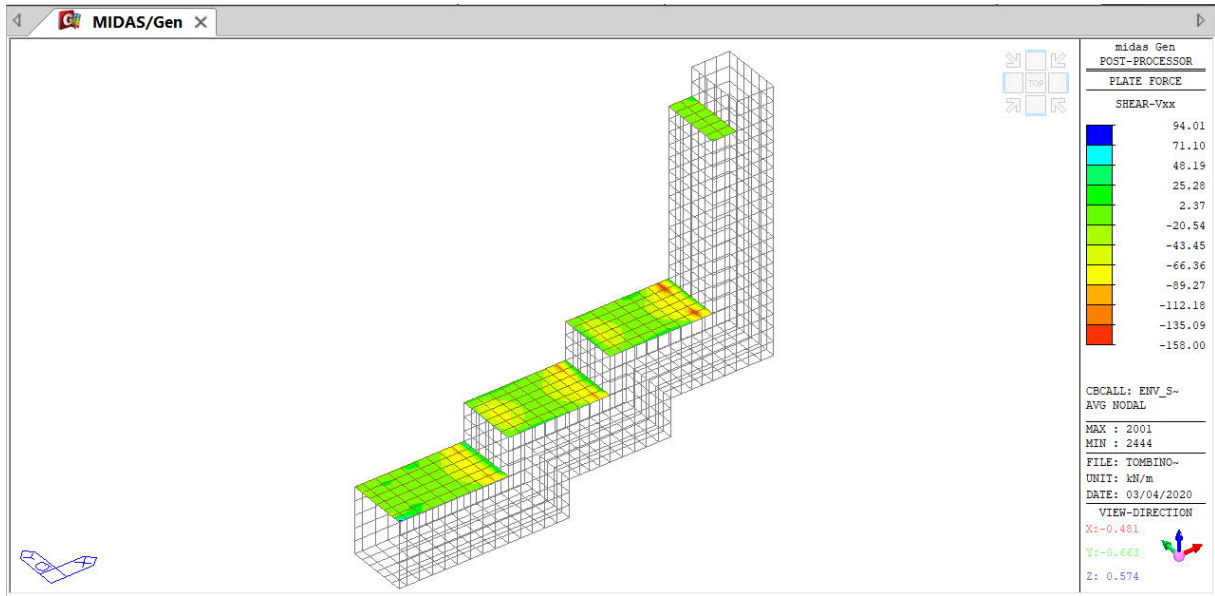 MIDAS/Gen
TOP
midas Gen
POST-PROCESSOR
PLATE FORCE
SHEAR-Vxx
94.01
71.10
48.19
25.28
2.37
-20.54
-43.45
-66.36
-89.27
-112.18
-135.09
-158.00
CBCALL: ENV_S~
AVG NODAL
MAX : 2001
MIN : 2444
FILE: TOMBINO~
UNIT: kN/m
DATE: 03/04/2020
VIEW-DIRECTION
X:-0.481
Y:-0.663
Z: 0.574